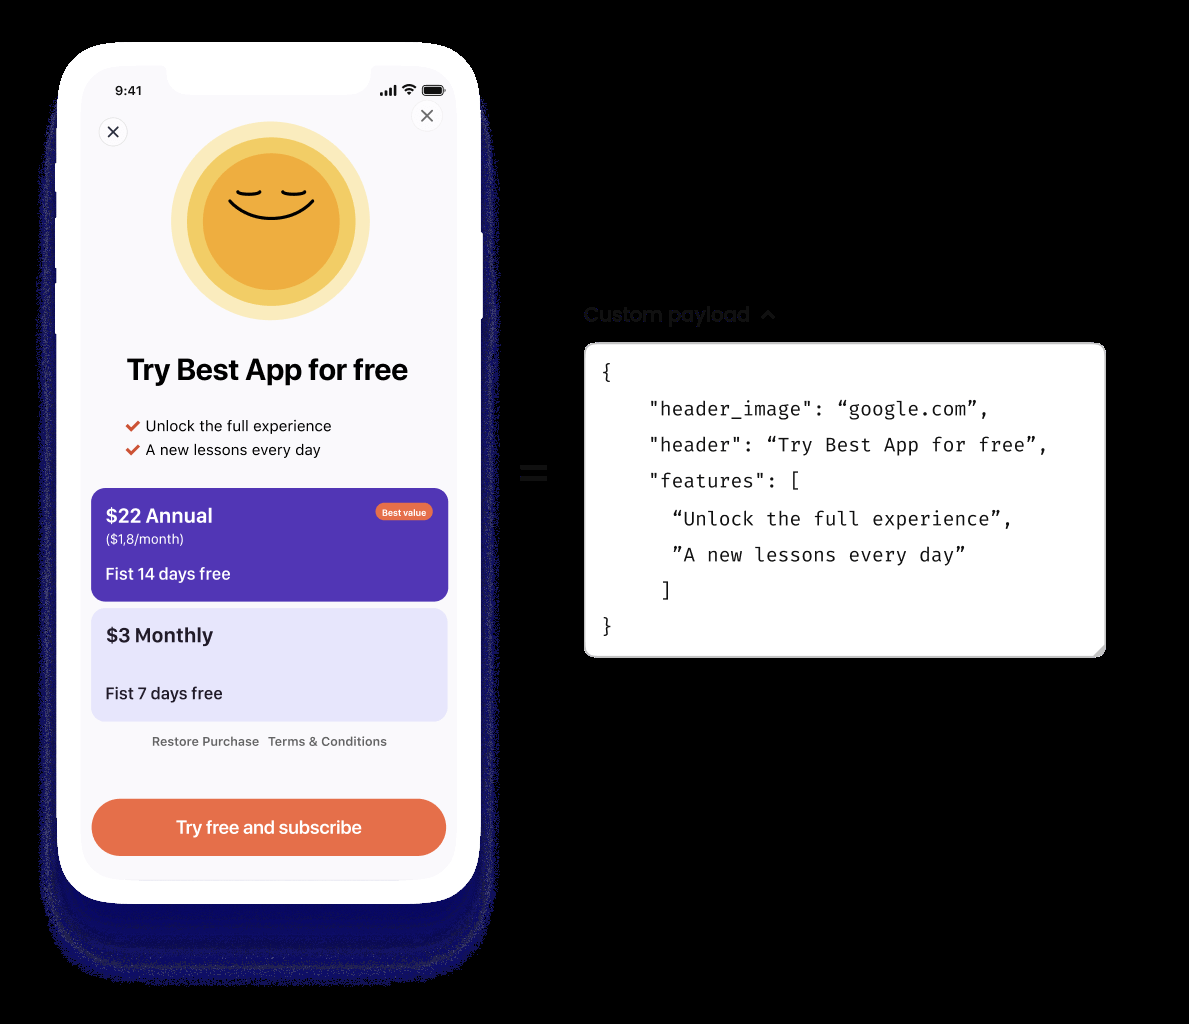 9:41
Try Best App for free
Unlock the full experience
A new lessons every day
$22 Annual
Best value
($1,8/month)
Fist 14 days free
$3 Monthly
Fist 7 days free
Restore Purchase Terms & Conditions
Try free and subscribe
=
Custom payload
{
"header_image": “google.com”,
"header": “Try Best App for free”,
"features": [
“Unlock the full experience”,
”A new lessons every day”
]
}